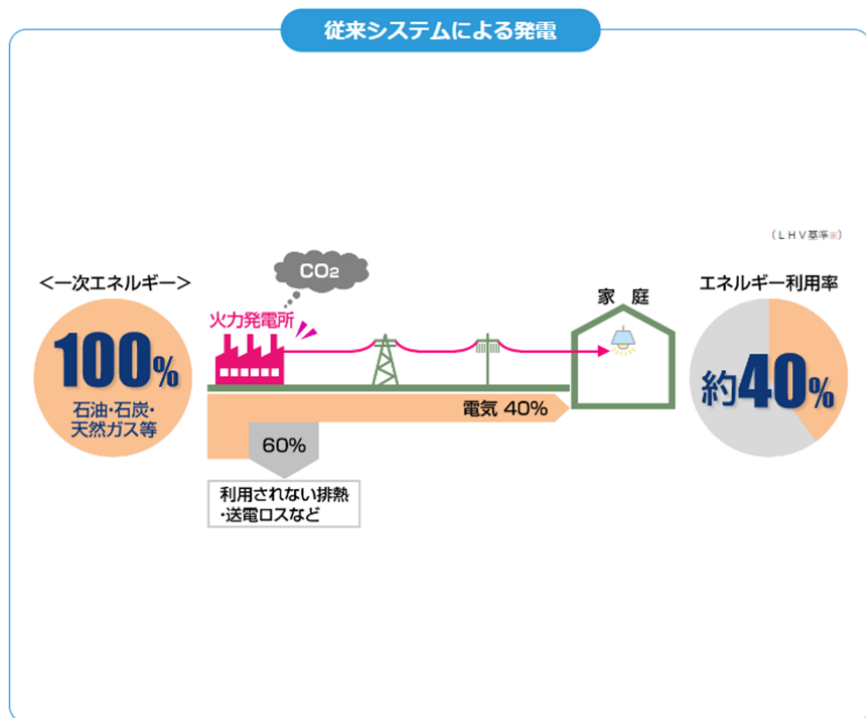 従来システムによる発電
(LHV基準※)
<一次エネルギー>
100%
石油・石炭・
天然ガス等
CO2
火力発電所
家 庭
電気 40%
60%
利用されない排熱
・送電ロスなど
エネルギー利用率
約40%